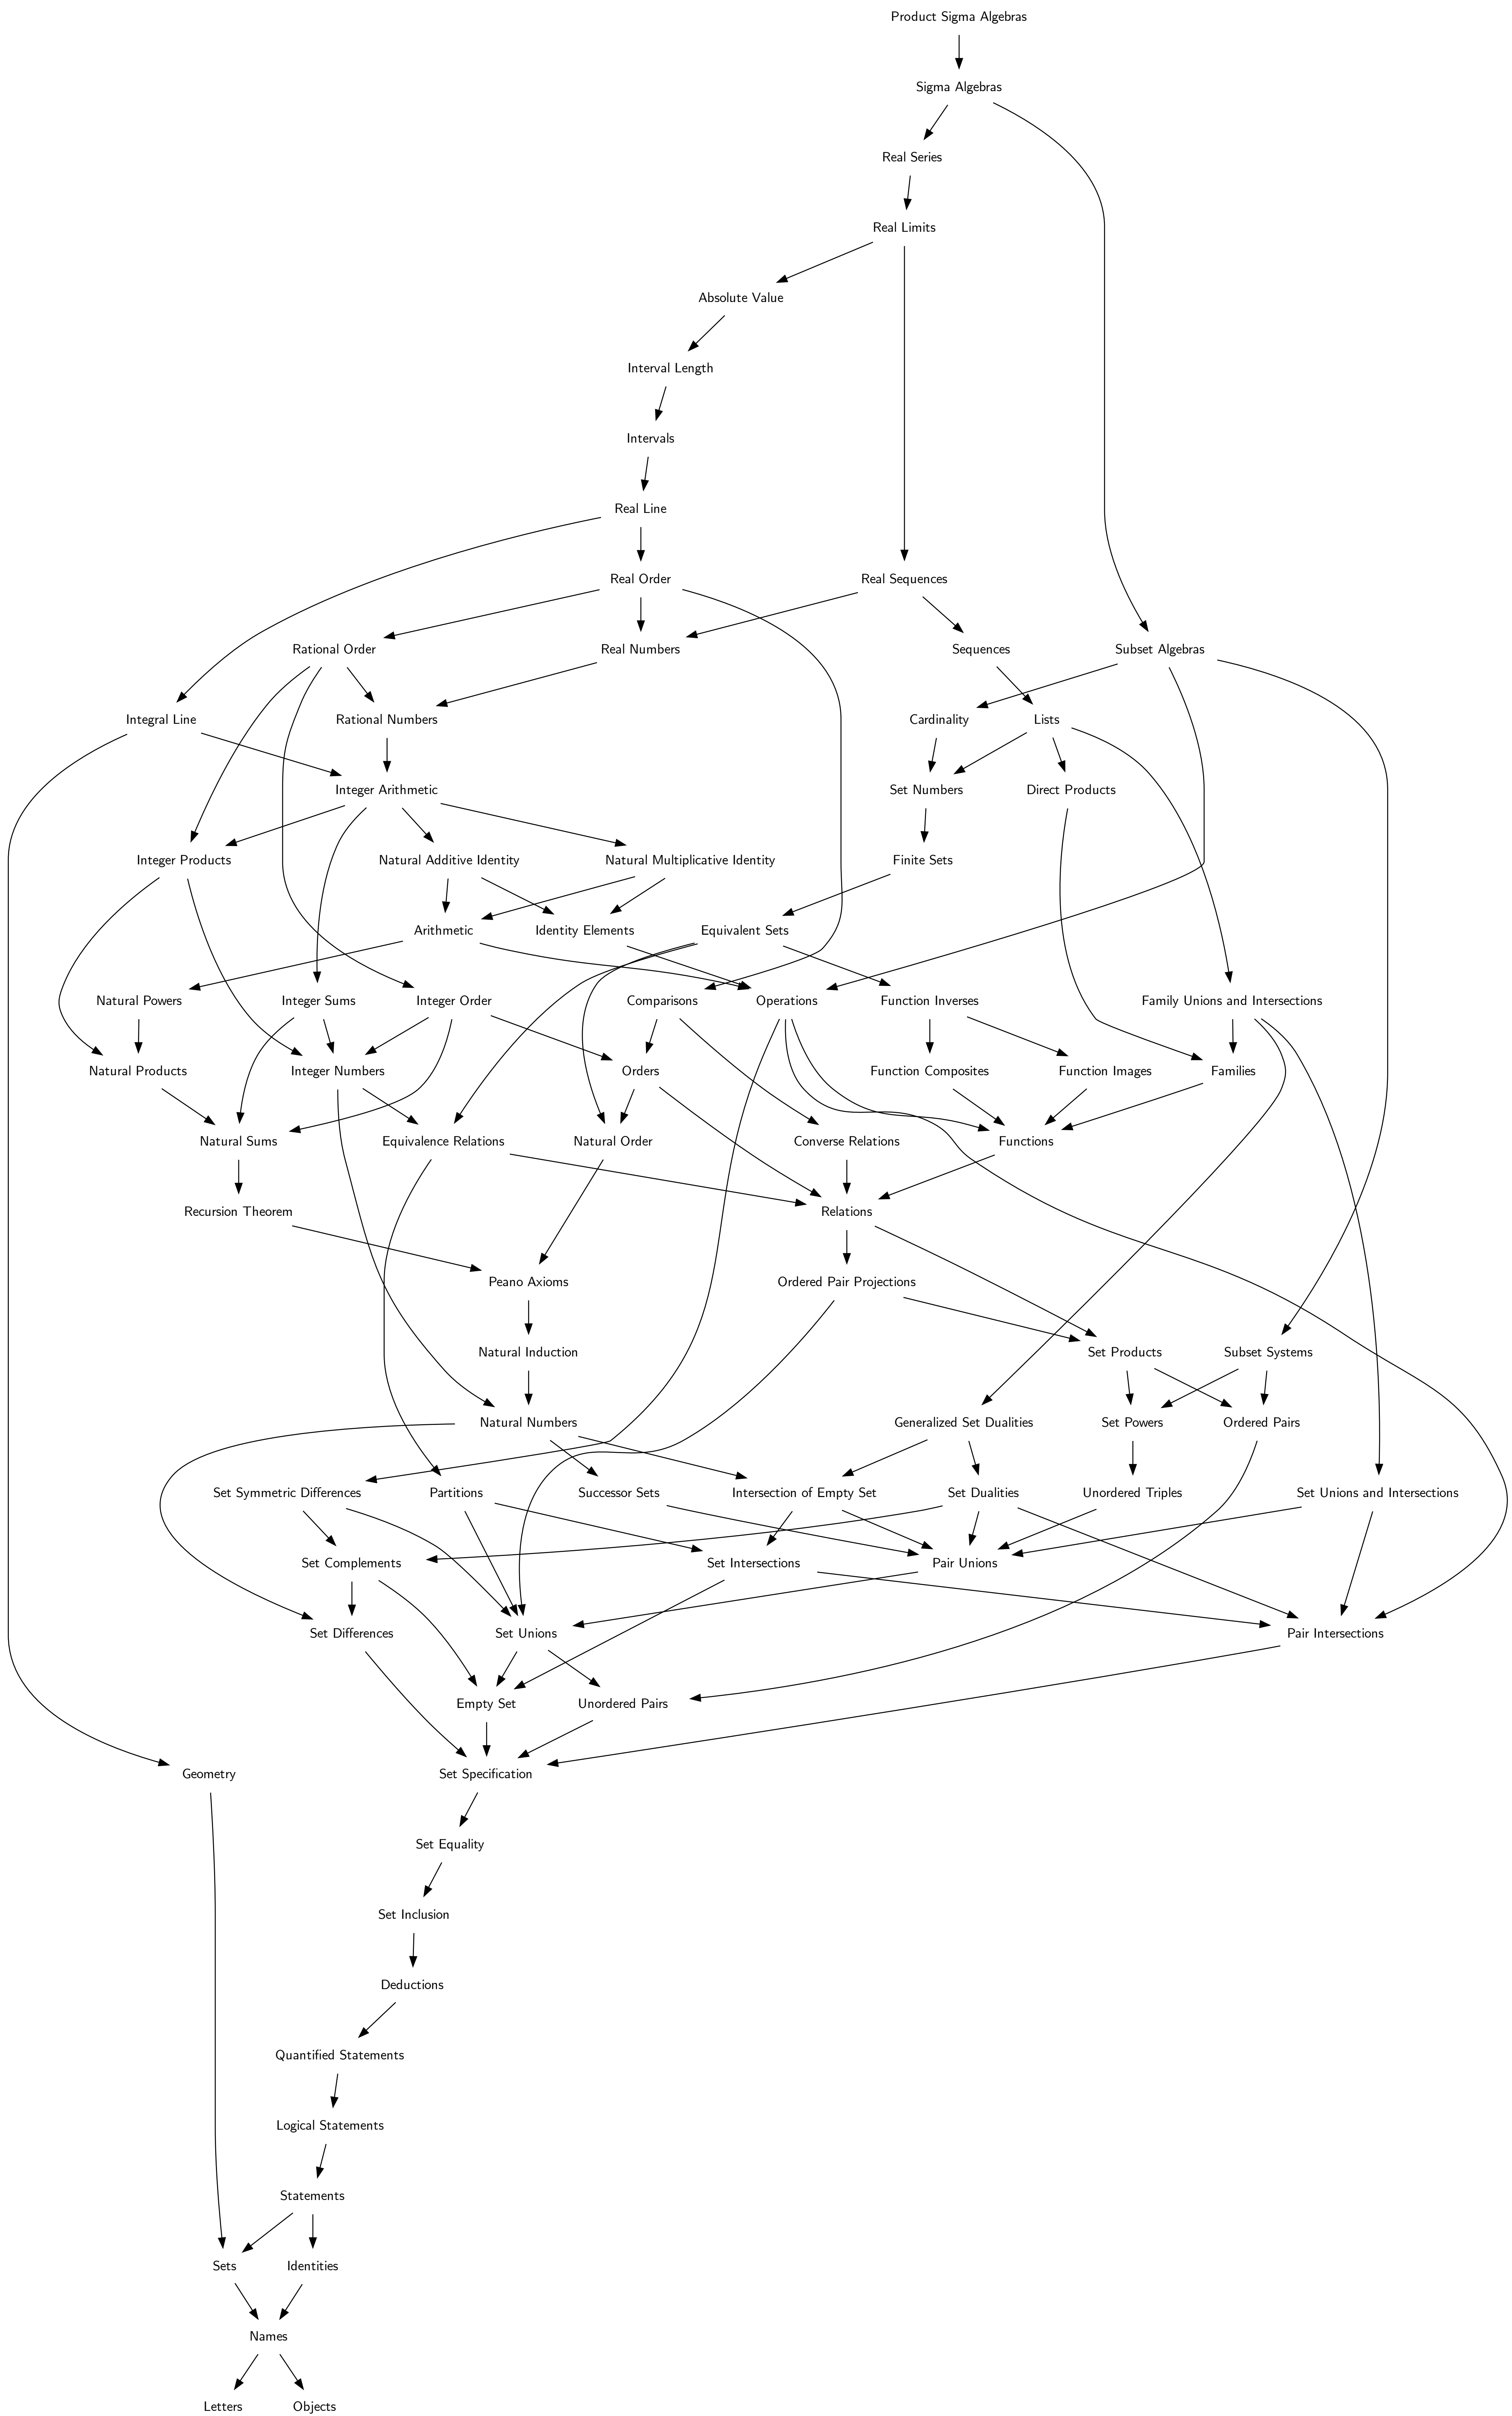 Product Sigma Algebras
Sigma Algebras
Real Series
Real Limits
Absolute Value
Interval Length
Intervals
Real Line
Real Order
Real Sequences
Rational Order
Real Numbers
Sequences
Subset Algebras
Integral Line
Rational Numbers
Cardinality
Lists
Integer Arithmetic
Set Numbers
Direct Products
Integer Products
Natural Additive Identity
Natural Multiplicative Identity
Finite Sets
Arithmetic
Identity Elements
Equivalent Sets
Natural Powers
Integer Sums
Integer Order
Comparisons
Operations
Function Inverses
Family Unions and Intersections
Natural Products
Integer Numbers
Orders
Function Composites
Function Images
Families
Natural Sums
Equivalence Relations
Natural Order
Converse Relations
Functions
Recursion Theorem
Relations
Peano Axioms
Ordered Pair Projections
Natural Induction
Set Products
Subset Systems
Natural Numbers
Generalized Set Dualities
Set Powers
Ordered Pairs
Set Symmetric Differences
Partitions
Successor Sets
Intersection of Empty Set
Set Dualities
Unordered Triples
Set Unions and Intersections
Set Complements
Set Intersections
Pair Unions
Set Differences
Set Unions
Pair Intersections
Empty Set
Unordered Pairs
Geometry
Set Specification
Set Equality
Set Inclusion
Deductions
Quantified Statements
Logical Statements
Statements
Sets
Identities
Names
Letters
Objects